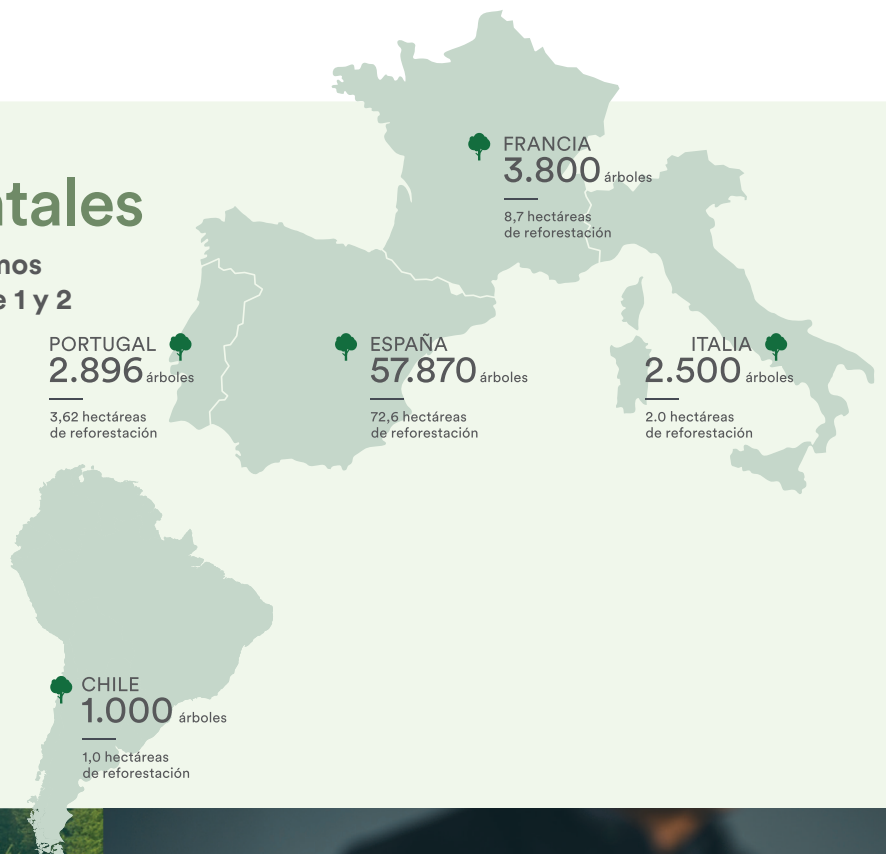 FRANCIA
3.800 árboles
8,7 hectáreas
de reforestación
ntales
mos
e 1 y 2
PORTUGAL
2.896 árboles
3,62 hectáreas
de reforestación
ESPAÑA
57.870 árboles
72,6 hectáreas
de reforestación
ITALIA
2.500 árboles
2.0 hectáreas
de reforestación
CHILE
1.000 árboles
1,0 hectáreas
de reforestación